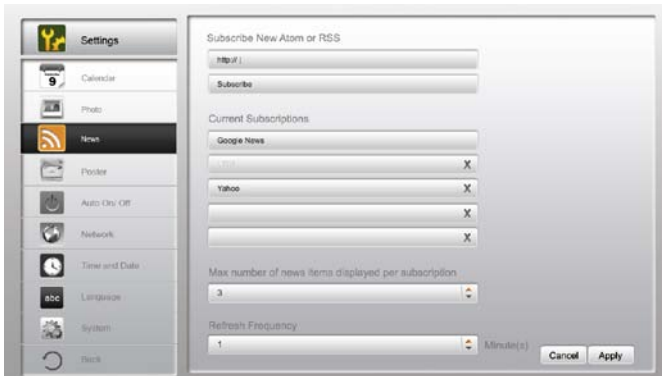 Settings
9
Calendar
Photo
News
Poster
Auto On/ Off
Network
Time and Date
abc
Language
System
Back
Subscribe New Atom or RSS
http:// |
Subscribe
Current Subscriptions
Google News
X
Yahoo X
X
X
Max number of news items displayed per subscription
3
Refresh Frequency
1 Minute(s)
Cancel Apply